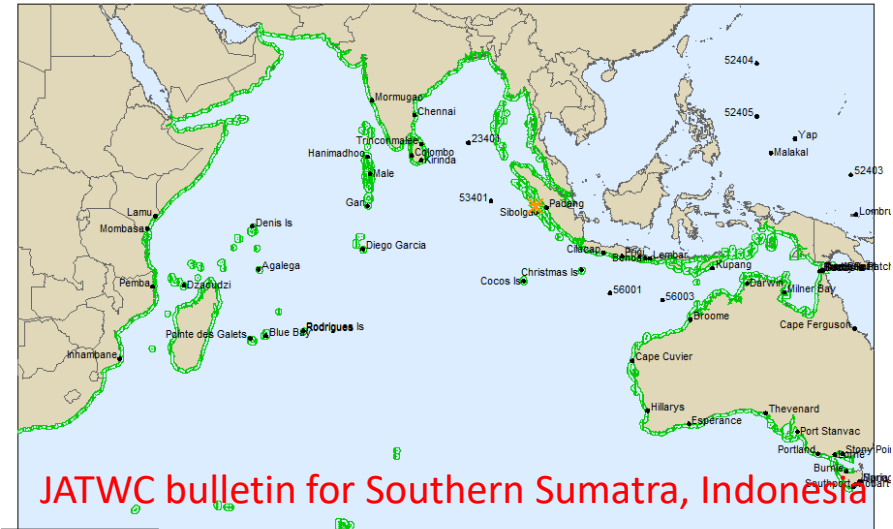 52404
Mormugao
52405
Chennai
Yap
Trincomalee
23401
Malakal
Hanimadhoo
Colombo
Kirinda
Male
52403
53401
Gan
Padang
Sibolga
Lamu
Denis Is
Mombasa
Diego Garcia
Cilacap
Lembar
Christmas Is
Kupang
Agalega
Pemba
Dzaoudzi
Cocos Is
56001
Darwin
Milner Bay
56003
Broome
Cape Ferguson
Rodrigues Is
Pointe des Galets
Blue Bay
Inhambane
Cape Cuvier
Hillarys
Thevenard
Esperance
Port Stanvac
Portland
Stony Poin
Burnie
JATWC bulletin for Southern Sumatra, Indonesia